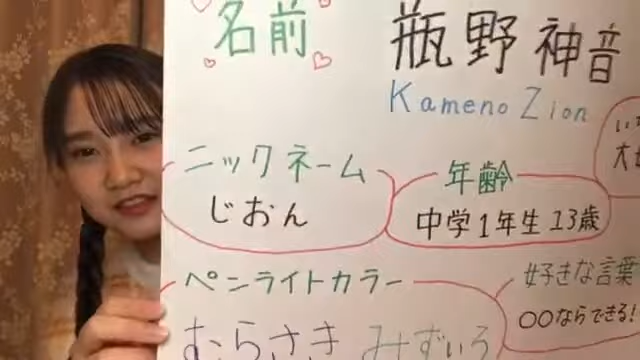 名前
瓶野神音
Kameno Zion
ニックネーム
じおん
年齢
中学1年生 13歳
ペンライトカラー
むらさき みずいろ
好きな言葉
〇〇ならできる!